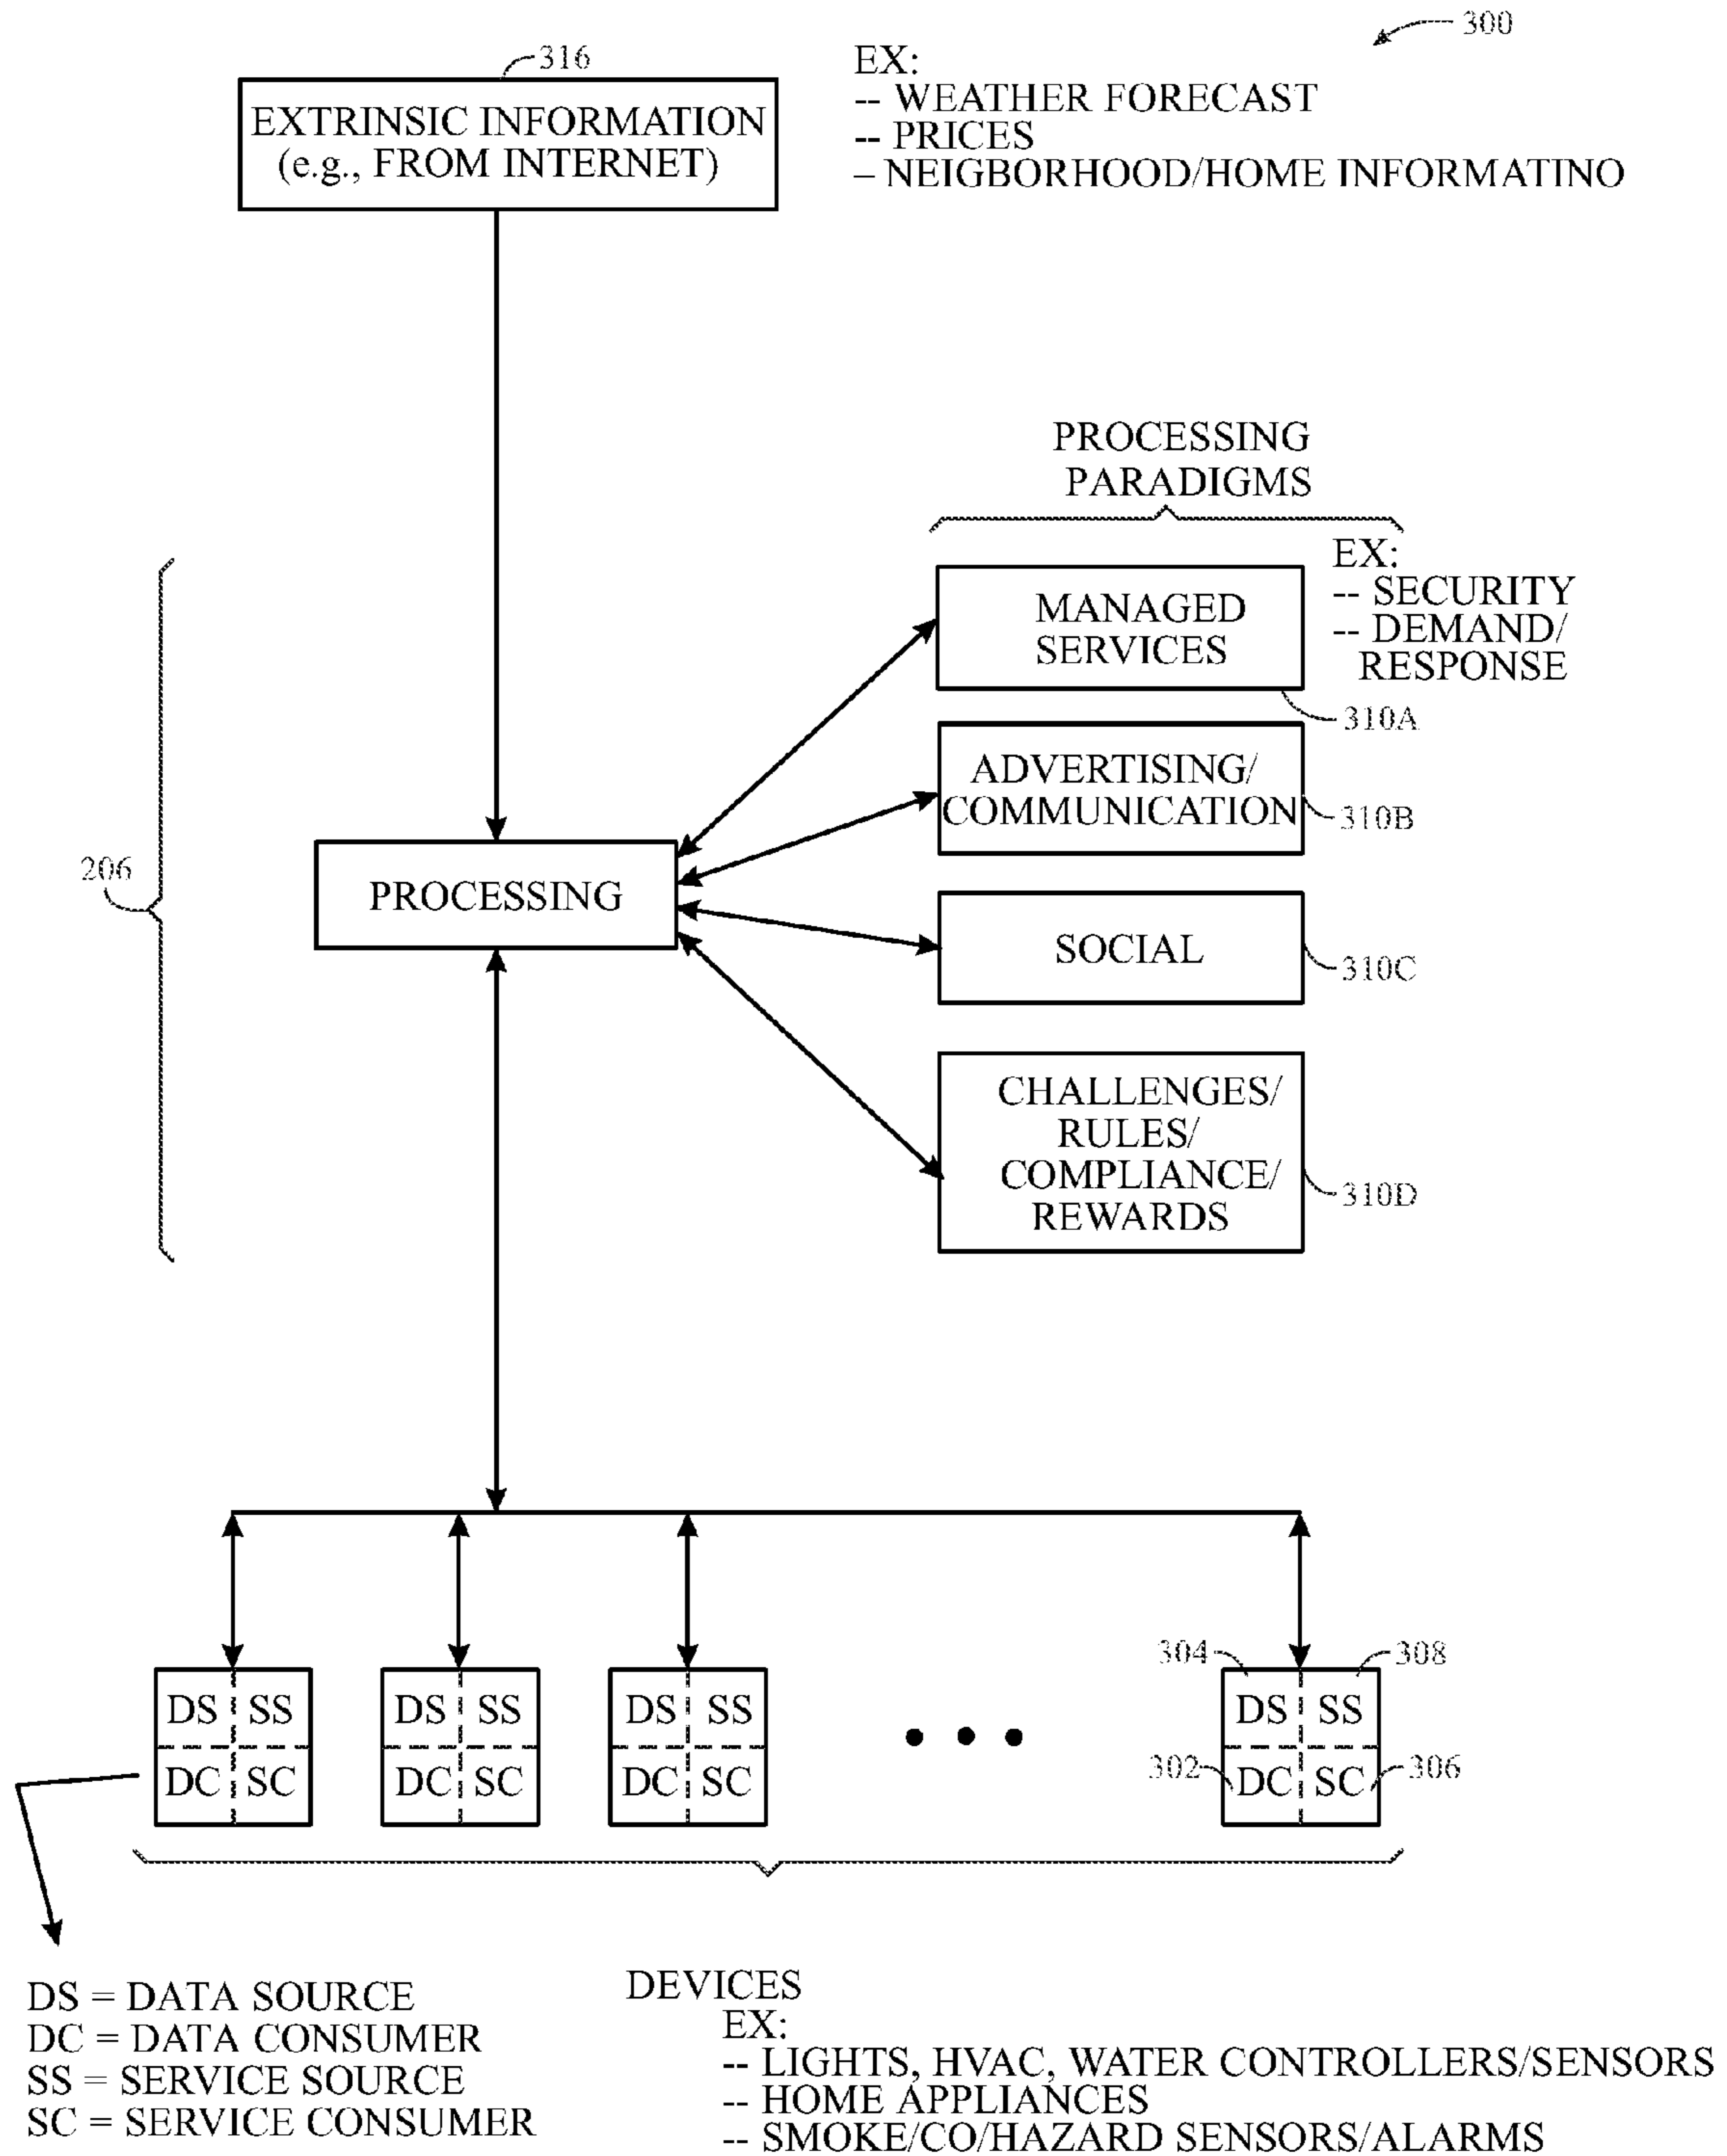 300
316
EXTRINSIC INFORMATION
(e.g., FROM INTERNET)
EX:
-- WEATHER FORECAST
-- PRICES
– NEIGBORHOOD/HOME INFORMATINO
PROCESSING
PARADIGMS
EX:
-- SECURITY
-- DEMAND/
RESPONSE
MANAGED
SERVICES
310A
ADVERTISING/
COMMUNICATION
310B
206
PROCESSING
SOCIAL
310C
CHALLENGES/
RULES/
COMPLIANCE/
REWARDS
310D
304
308
DS SS
DC SC
DS SS
DC SC
DS SS
DC SC
DS SS
DC SC
302
306
DS = DATA SOURCE
DC = DATA CONSUMER
SS = SERVICE SOURCE
SC = SERVICE CONSUMER
DEVICES
EX:
-- LIGHTS, HVAC, WATER CONTROLLERS/SENSORS
-- HOME APPLIANCES
-- SMOKE/CO/HAZARD SENSORS/ALARMS